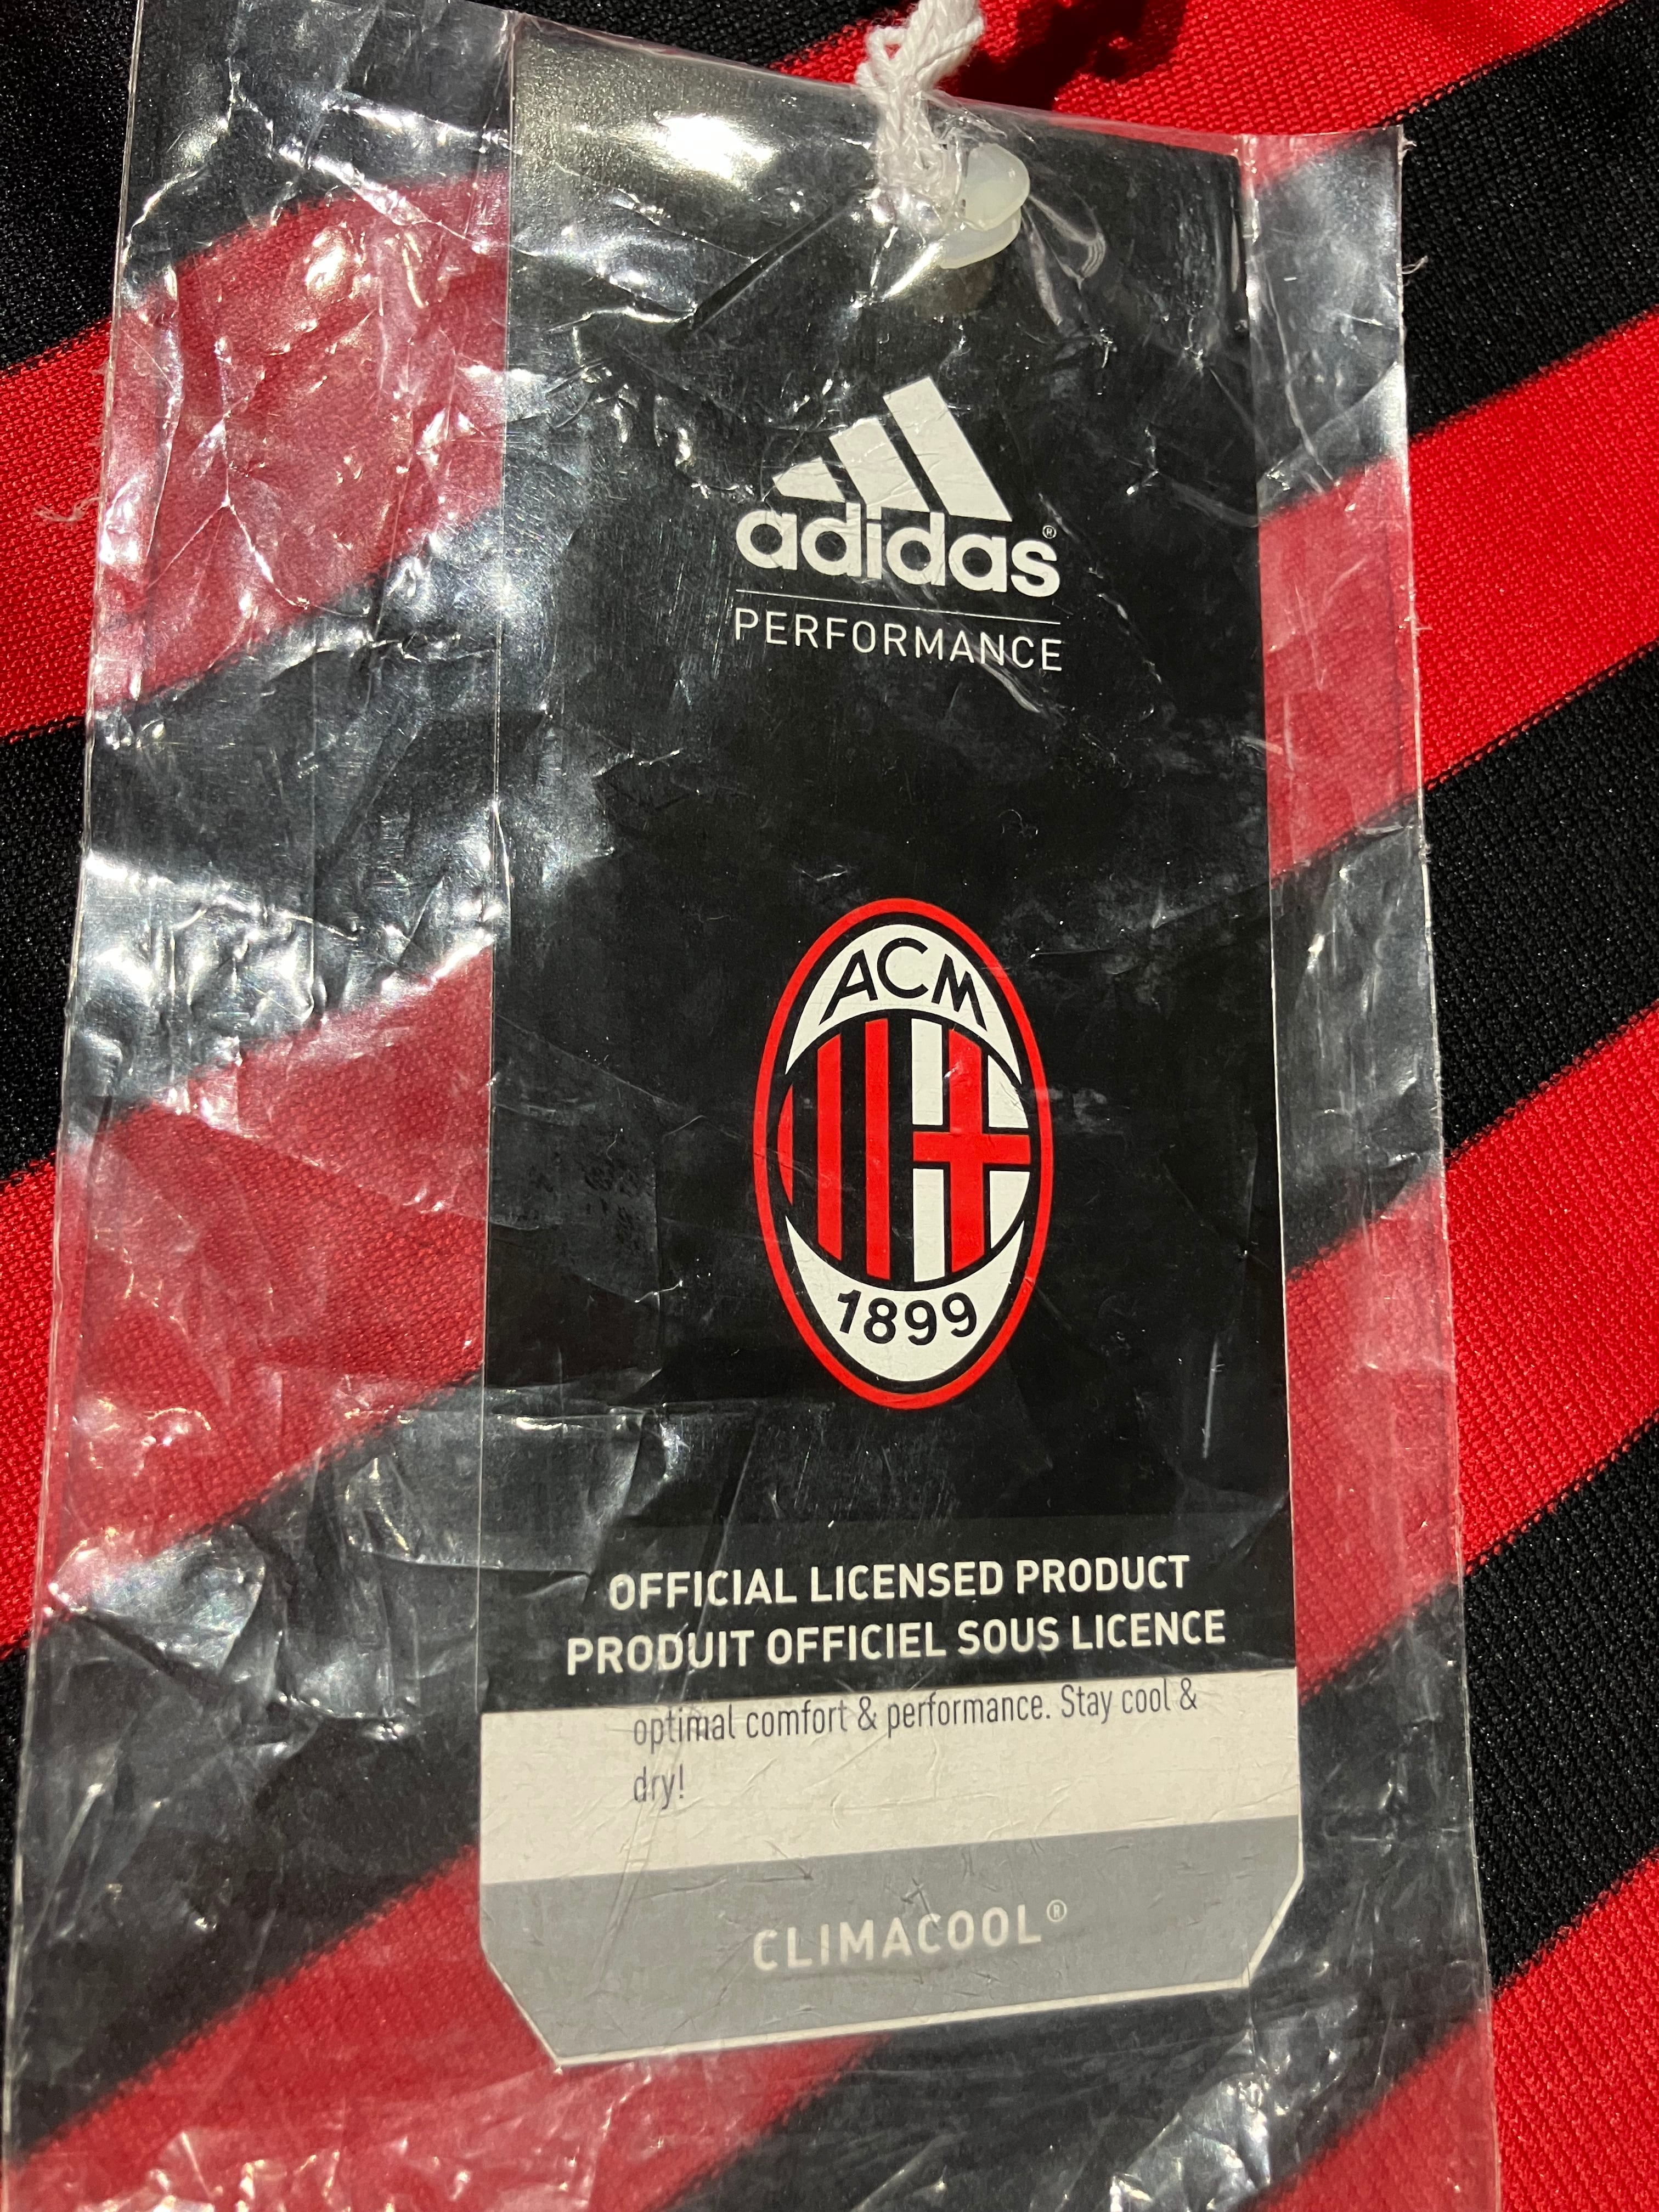 adidas®
PERFORMANCE
ACM
1899
OFFICIAL LICENSED PRODUCT
PRODUIT OFFICIEL SOUS LICENCE
optimal comfort & performance. Stay cool &
dry!
CLIMACOOL®